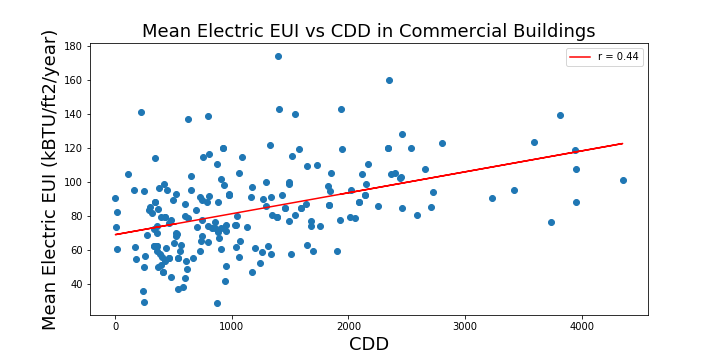 Mean Electric EUI vs CDD in Commercial Buildings
r = 0.44
Mean Electric EUI (kBTU/ft2/year)
180
160
140
120
100
80
60
40
0 1000 2000 3000 4000
CDD